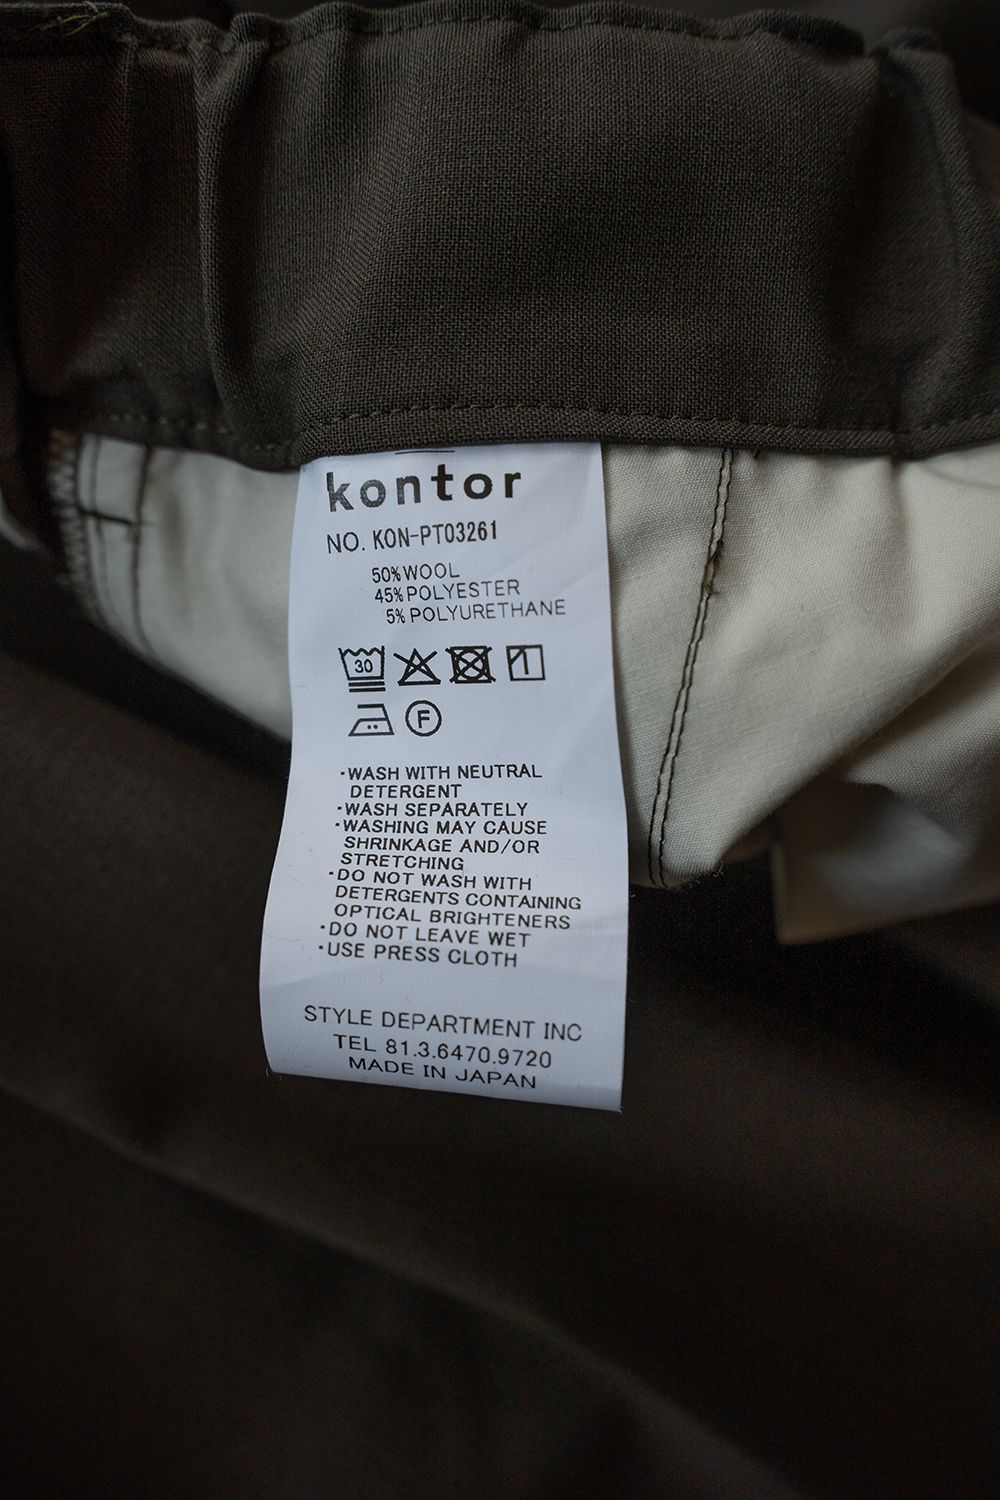 kontor
NO. KON-PT03261
50% WOOL
45% POLYESTER
5% POLYURETHANE
30
F
·WASH WITH NEUTRAL
DETERGENT
·WASH SEPARATELY
·WASHING MAY CAUSE
SHRINKAGE AND/OR
STRETCHING
·DO NOT WASH WITH
DETERGENTS CONTAINING
OPTICAL BRIGHTENERS
·DO NOT LEAVE WET
·USE PRESS CLOTH
STYLE DEPARTMENT INC
TEL 81.3.6470.9720
MADE IN JAPAN